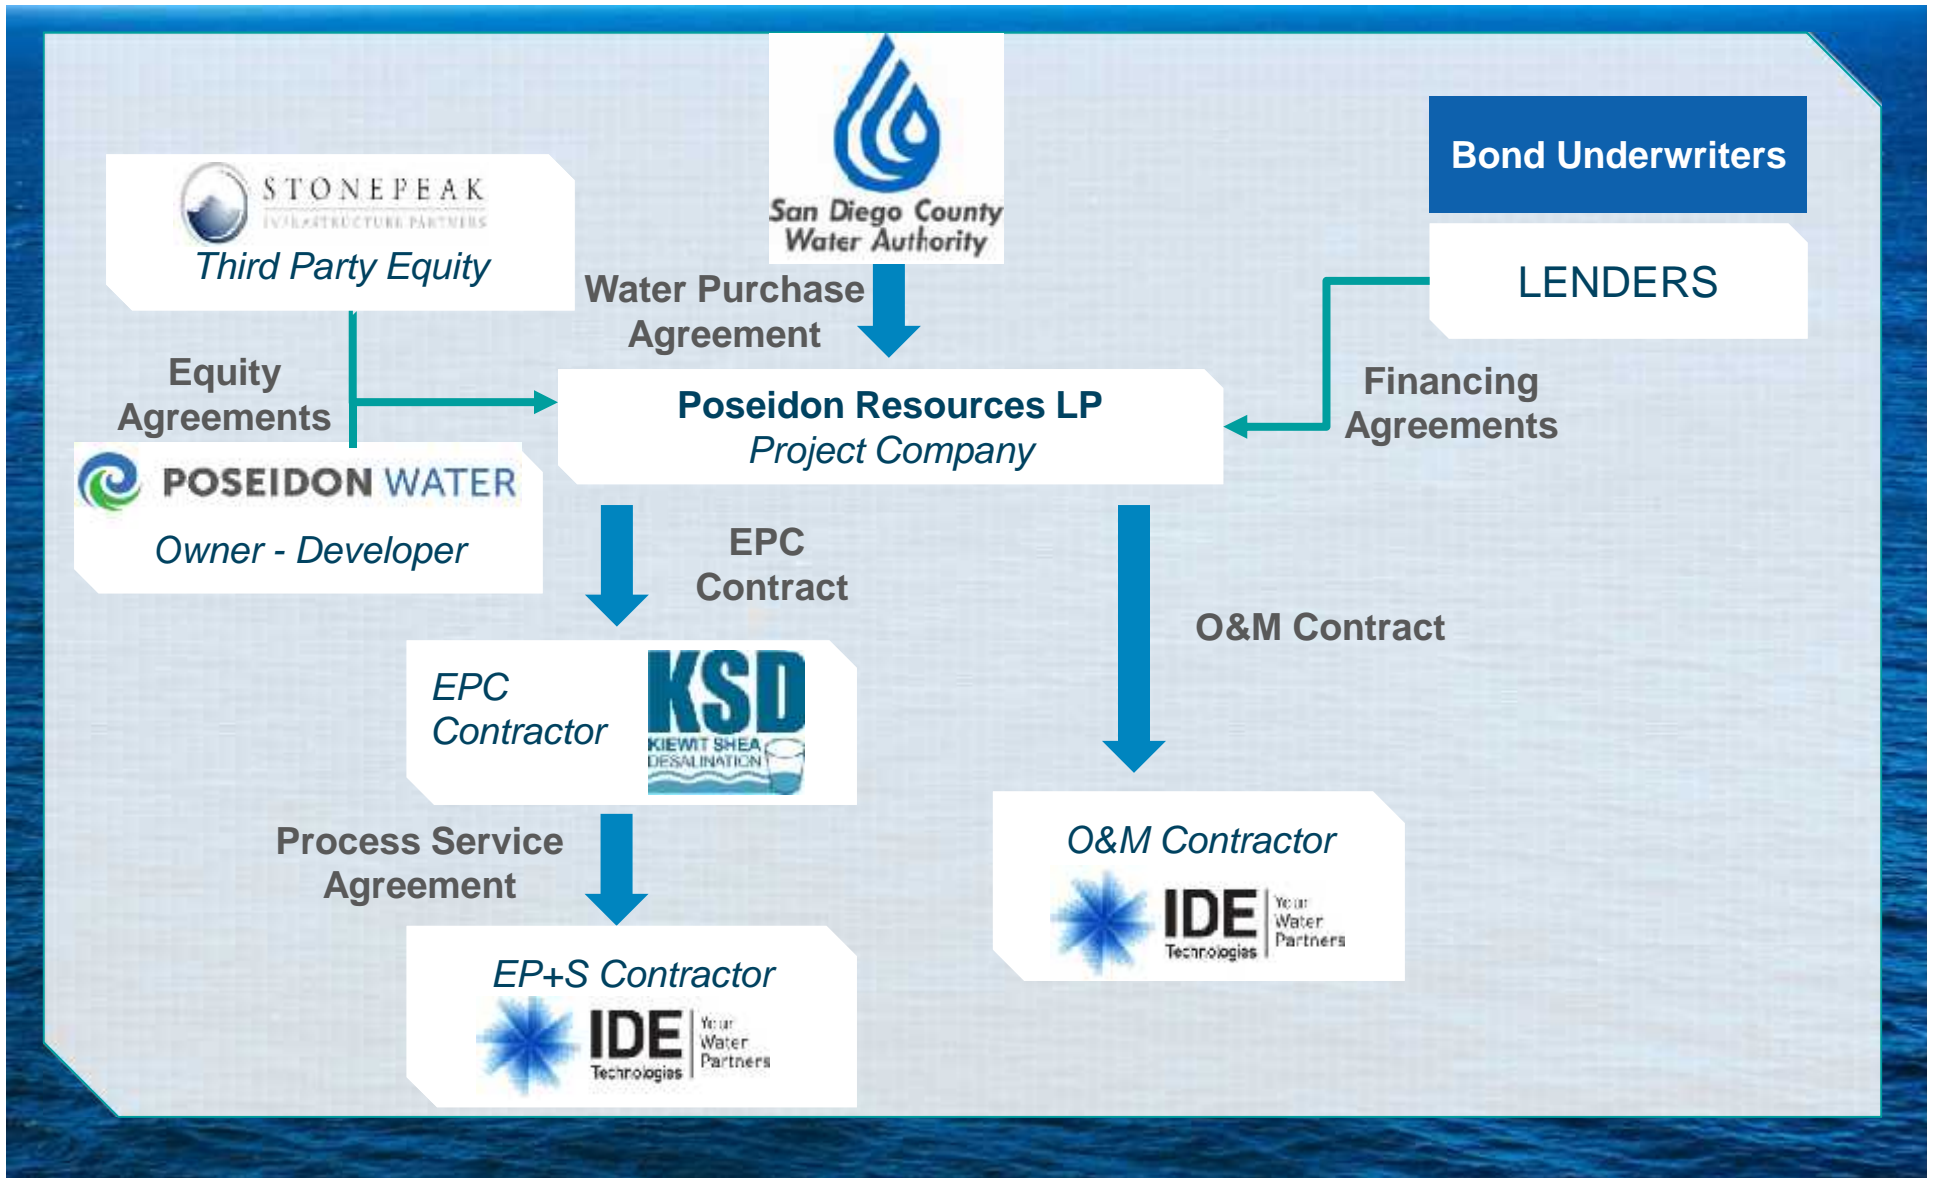 San Diego County
Water Authority
Bond Underwriters
STONEPEAK
INFRASTRUCTURE PARTNERS
Third Party Equity
LENDERS
Water Purchase
Agreement
Equity
Agreements
Financing
Agreements
Poseidon Resources LP
Project Company
POSEIDON WATER
Owner - Developer
EPC
Contract
O&M Contract
EPC
Contractor
KSD
KIEWIT SHEA
DESALINATION
Process Service
Agreement
O&M Contractor
IDE
Technologies
Your
Water
Partners
EP+S Contractor
IDE
Technologies
Your
Water
Partners